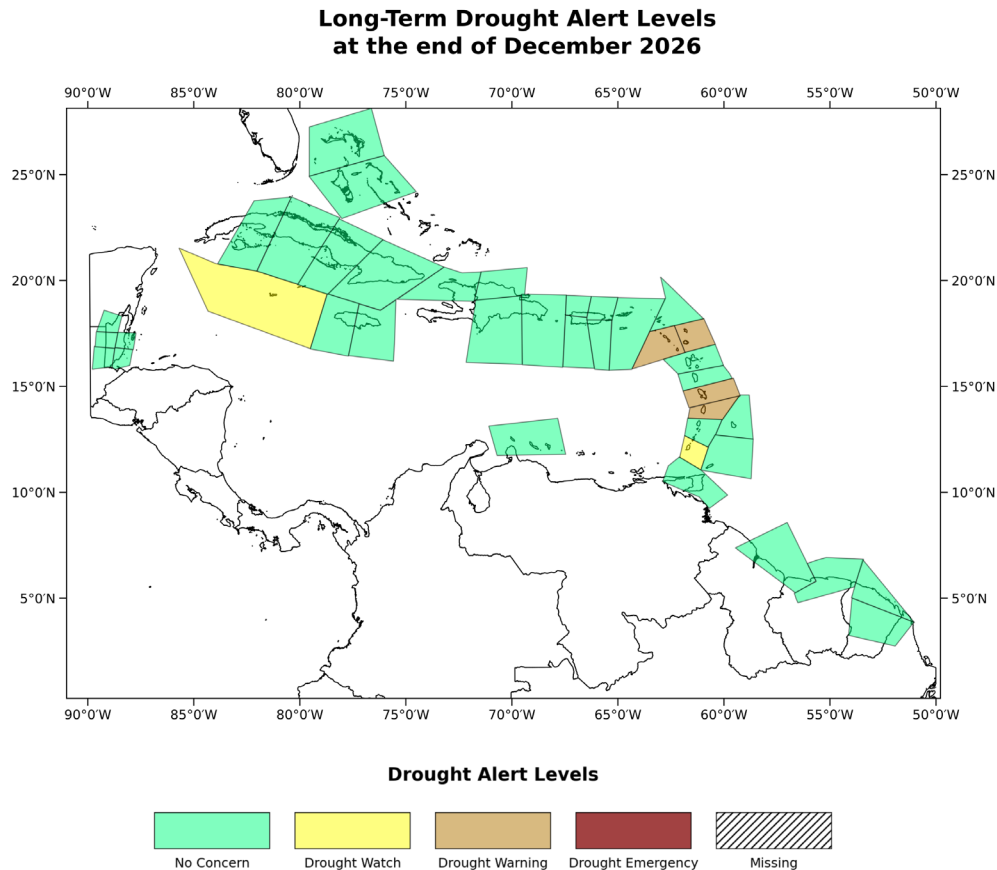 Long-Term Drought Alert Levels
at the end of December 2026
90°0′W 85°0′W 80°0′W 75°0′W 70°0′W 65°0′W 60°0′W 55°0′W 50°0′W
25°0′N 25°0′N
20°0′N 20°0′N
15°0′N 15°0′N
10°0′N 10°0′N
5°0′N 5°0′N
90°0′W 85°0′W 80°0′W 75°0′W 70°0′W 65°0′W 60°0′W 55°0′W 50°0′W
Drought Alert Levels
No Concern Drought Watch Drought Warning Drought Emergency Missing